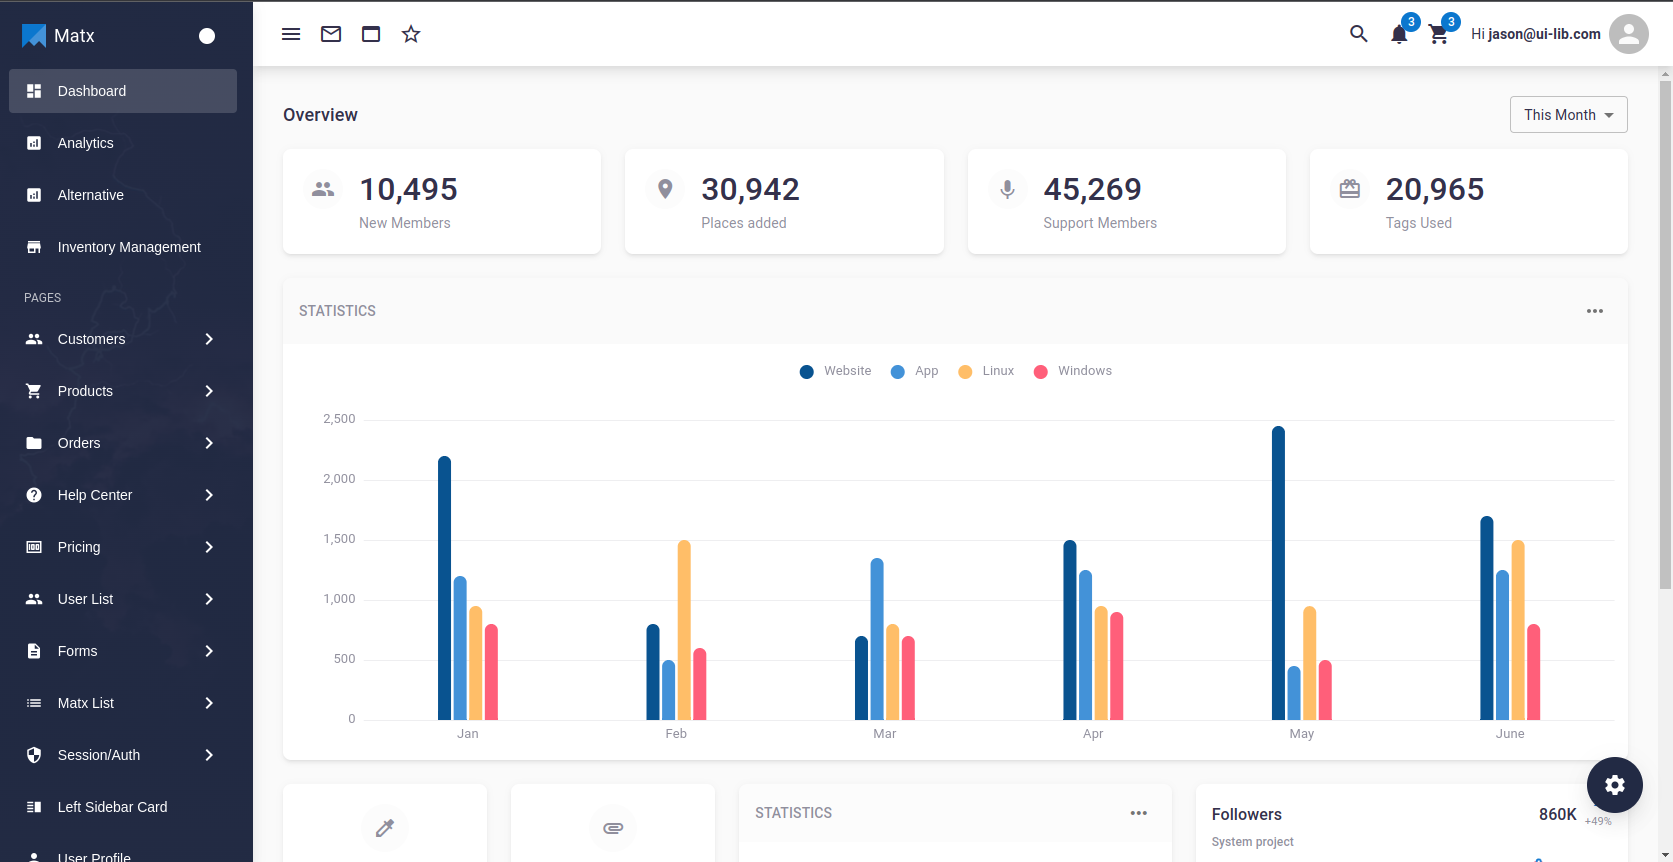 Matx
3
3
Hi jason@ui-lib.com
Dashboard
Analytics
Alternative
Inventory Management
PAGES
Customers
Products
Orders
Help Center
Pricing
User List
Forms
Matx List
Session/Auth
Left Sidebar Card
User Profile
Overview
This Month
10,495
New Members
30,942
Places added
45,269
Support Members
20,965
Tags Used
STATISTICS
Website
App
Linux
Windows
2,500
2,000
1,500
1,000
500
0
Jan
Feb
Mar
Apr
May
June
STATISTICS
Followers
860K
+49%
System project